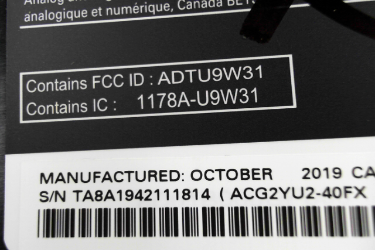 analogique et numérique, Canada BE
Contains FCC ID : ADTU9W31
Contains IC : 1178A-U9W31
MANUFACTURED: OCTOBER 2019 CA
S/N TA8A1942111814 ( ACG2YU2-40FX